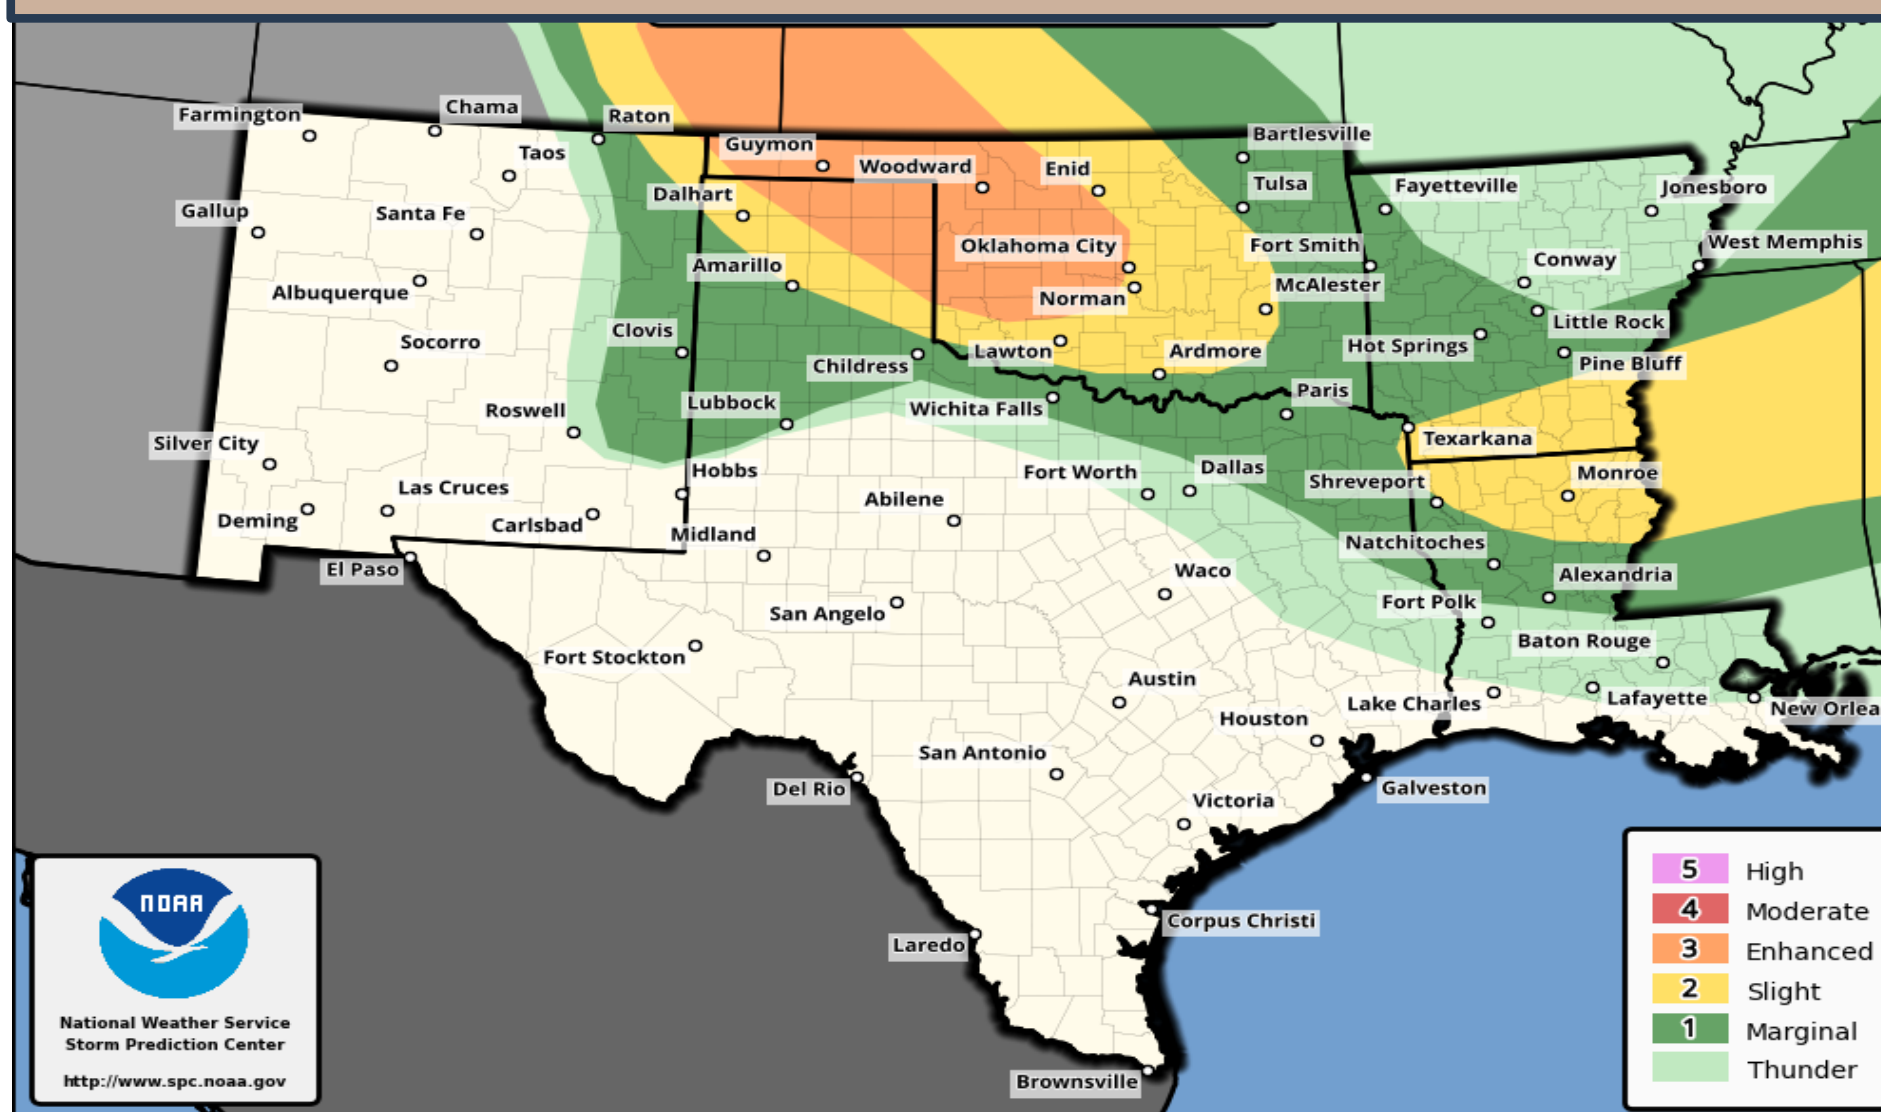 Farmington
Chama
Raton
Taos
Guymon
Woodward
Enid
Bartlesville
Tulsa
Fayetteville
Jonesboro
Gallup
Santa Fe
Dalhart
Oklahoma City
Fort Smith
West Memphis
Albuquerque
Amarillo
Norman
McAlester
Conway
Socorro
Clovis
Childress
Lawton
Ardmore
Hot Springs
Little Rock
Pine Bluff
Roswell
Lubbock
Wichita Falls
Paris
Texarkana
Silver City
Hobbs
Fort Worth
Dallas
Shreveport
Monroe
Las Cruces
Deming
Carlsbad
Midland
Abilene
Natchitoches
El Paso
Waco
Alexandria
San Angelo
Fort Polk
Fort Stockton
Baton Rouge
Austin
Lake Charles
Lafayette
New Orlea
Houston
San Antonio
Del Rio
Victoria
Galveston
Corpus Christi
Laredo
Brownsville
NOAA
National Weather Service
Storm Prediction Center
http://www.spc.noaa.gov
5 High
4 Moderate
3 Enhanced
2 Slight
1 Marginal
Thunder